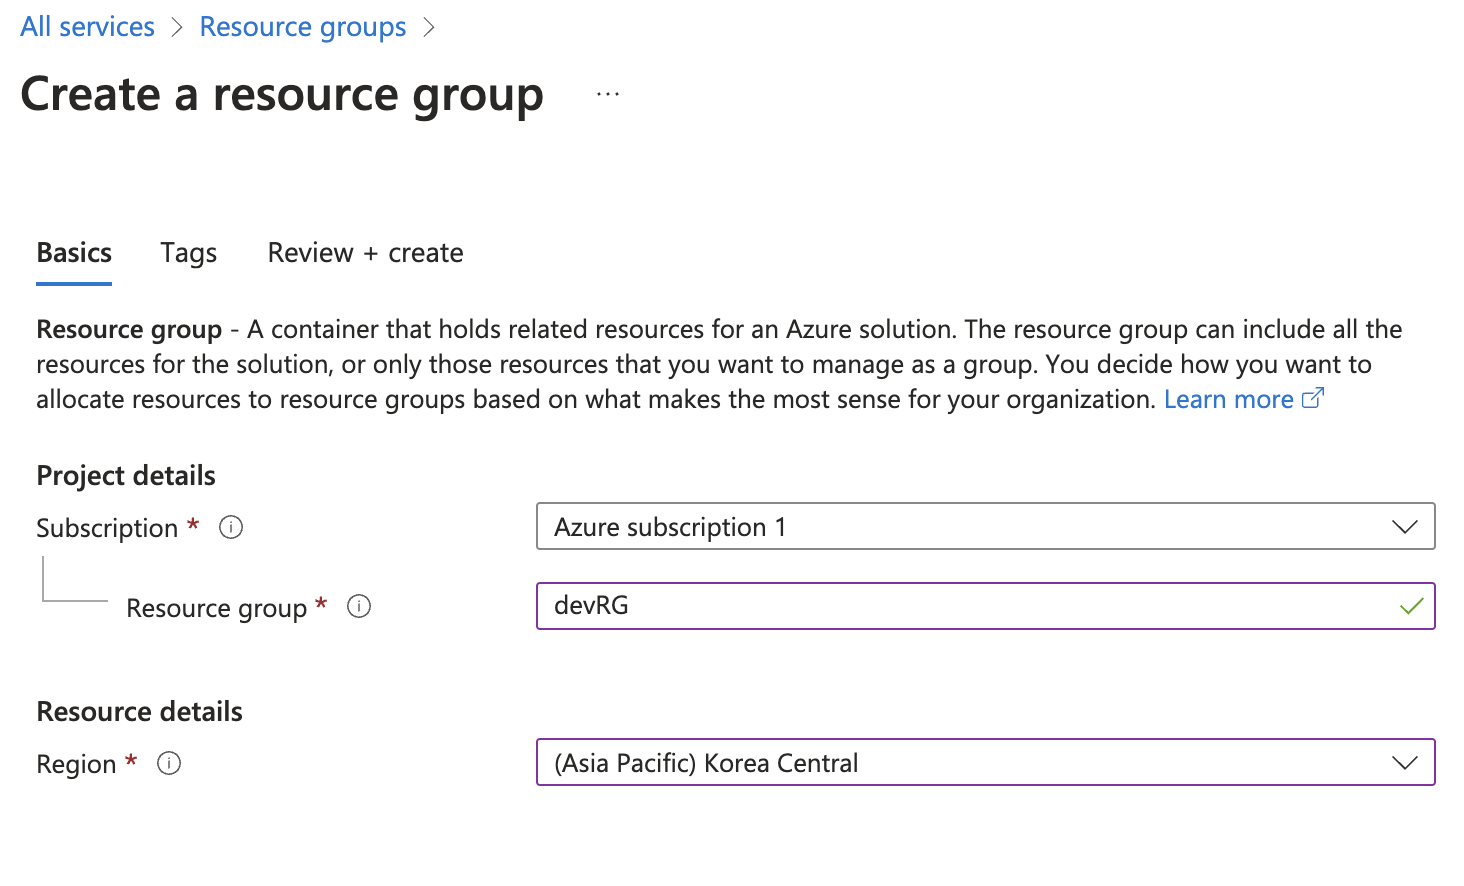 All services > Resource groups >
Create a resource group ...
Basics Tags Review + create
Resource group - A container that holds related resources for an Azure solution. The resource group can include all the
resources for the solution, or only those resources that you want to manage as a group. You decide how you want to
allocate resources to resource groups based on what makes the most sense for your organization. Learn more
Project details
Subscription * Azure subscription 1
Resource group * devRG
Resource details
Region * (Asia Pacific) Korea Central